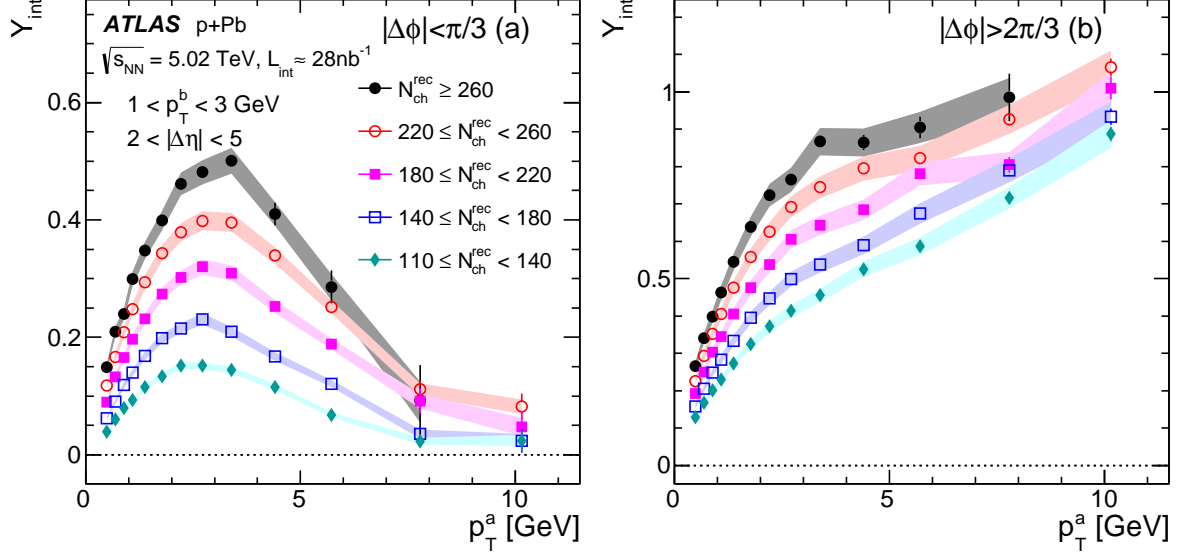 Y_int
ATLAS p+Pb
|Δϕ|<π/3 (a)
√s_NN = 5.02 TeV, L_int ≈ 28nb⁻¹
1 < p_T^b < 3 GeV
2 < |Δη| < 5
N_ch^rec ≥ 260
220 ≤ N_ch^rec < 260
180 ≤ N_ch^rec < 220
140 ≤ N_ch^rec < 180
110 ≤ N_ch^rec < 140
0.6
0.4
0.2
0
0 5 10
p_T^a [GeV]
Y_int
|Δϕ|>2π/3 (b)
1
0.5
0
0 5 10
p_T^a [GeV]